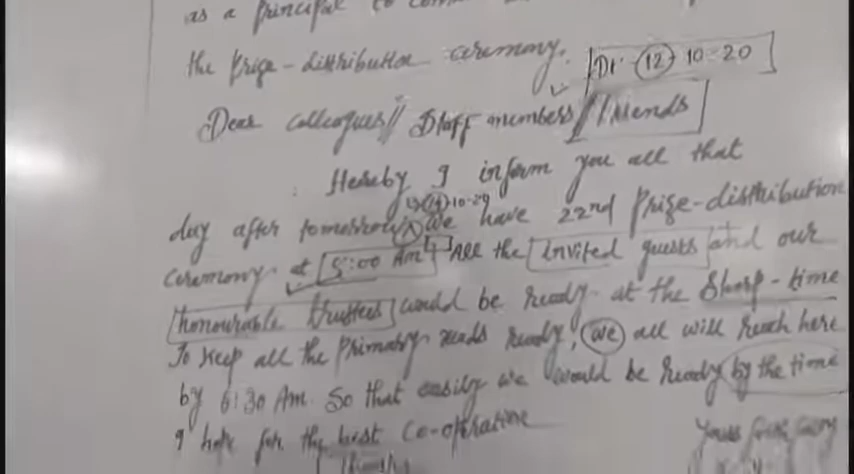 as a principal to
the prize-distribution ceremony. Dt. 12 10-20
Dear colleagues// Staff members//friends
Hereby I inform you all that
day after tomorrow we have 22nd Prize-distribution
ceremony at 8:00 Am. All the invited guests and our
honourable trustees would be ready at the Sharp-time
To keep all the primary needs ready, we all will reach here
by 6:30 Am. So that easily we would be ready by the time
I hope for the best Co-operation
Thanks
Yours